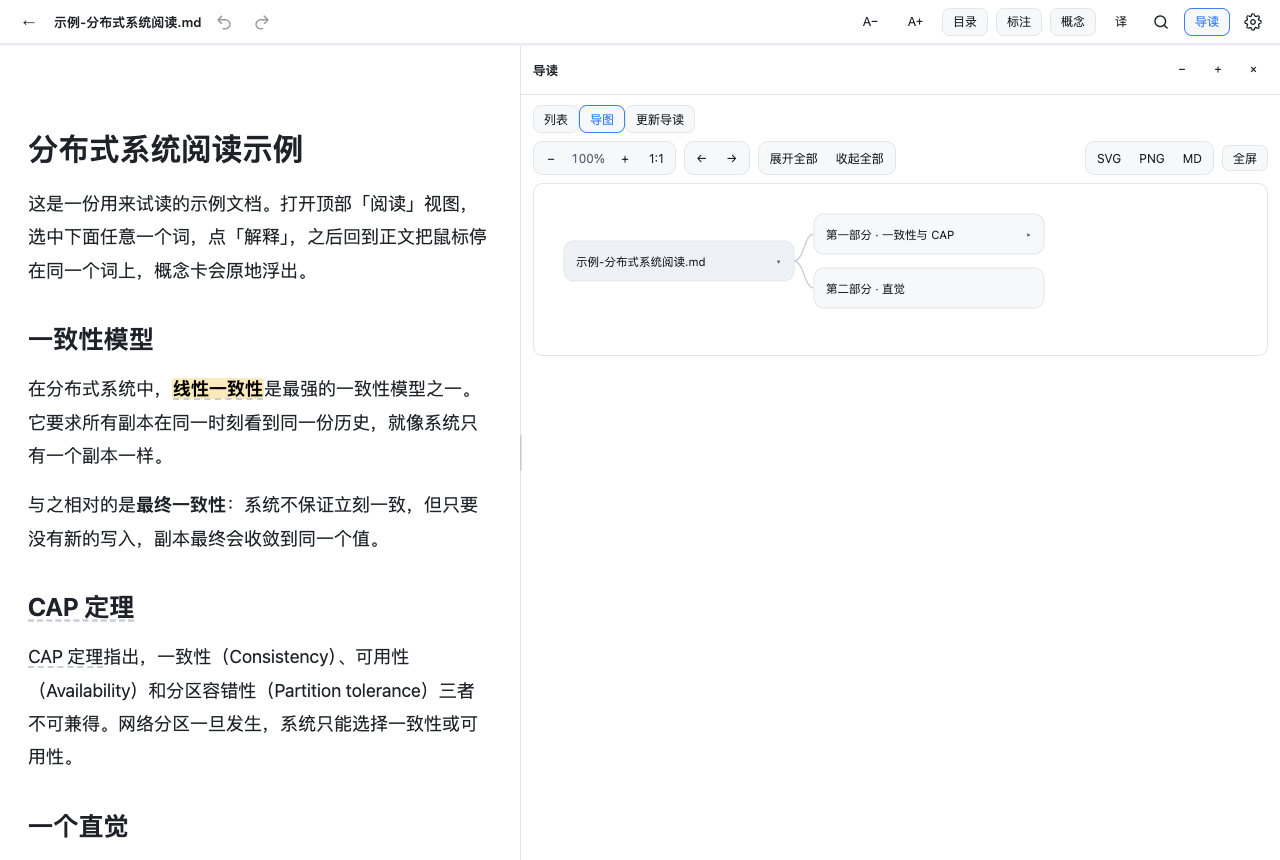 ← 示例-分布式系统阅读.md
A− A+ 目录 标注 概念 译 导读
分布式系统阅读示例
这是一份用来试读的示例文档。打开顶部「阅读」视图，
选中下面任意一个词，点「解释」，之后回到正文把鼠标停
在同一个词上，概念卡会原地浮出。
一致性模型
在分布式系统中，线性一致性是最强的一致性模型之一。
它要求所有副本在同一时刻看到同一份历史，就像系统只
有一个副本一样。
与之相对的是最终一致性：系统不保证立刻一致，但只要
没有新的写入，副本最终会收敛到同一个值。
CAP 定理
CAP 定理指出，一致性（Consistency）、可用性
（Availability）和分区容错性（Partition tolerance）三者
不可兼得。网络分区一旦发生，系统只能选择一致性或可
用性。
一个直觉
导读 − + ×
列表 导图 更新导读
− 100% + 1:1 ← → 展开全部 收起全部 SVG PNG MD 全屏
示例-分布式系统阅读.md
第一部分 · 一致性与 CAP
第二部分 · 直觉